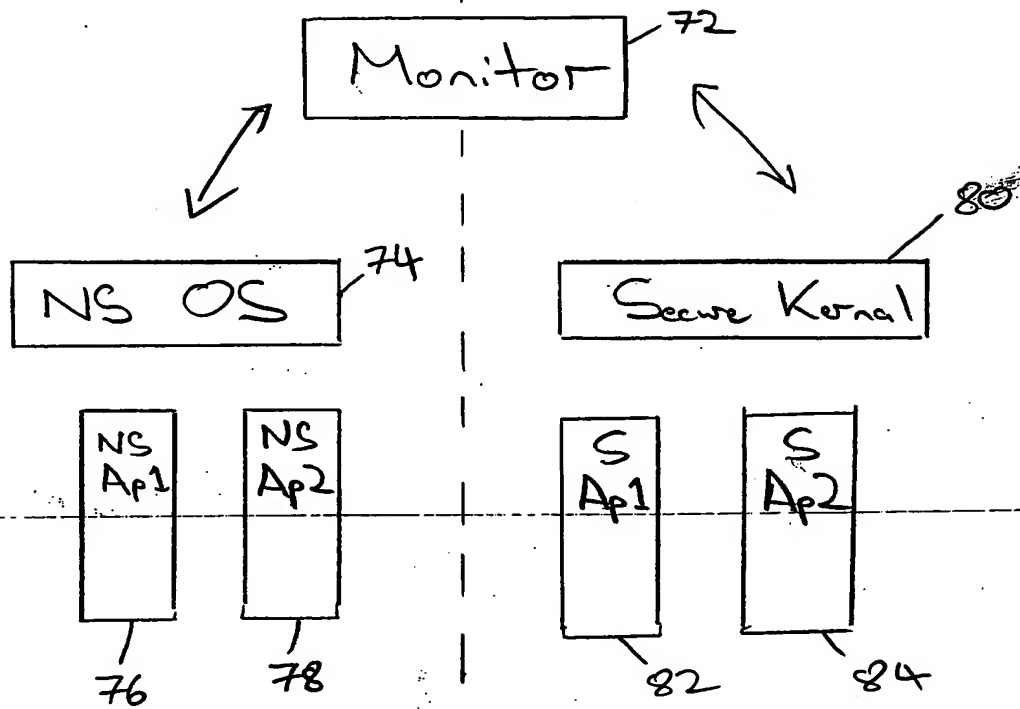 72
Monitor
80
74
NS OS
Secure Kernal
NS
Ap1
NS
Ap2
S
Ap1
S
Ap2
76
78
82
84